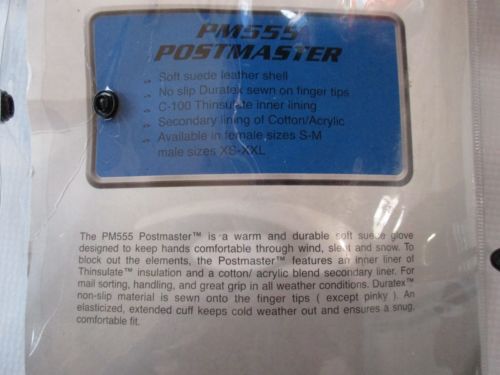 PM555
POSTMASTER
Soft suede leather shell
No slip Duratex sewn on finger tips
C-100 Thinsulate inner lining
Secondary lining of Cotton/Acrylic
Available in female sizes S-M
male sizes XS-XXL
The PM555 Postmaster™ is a warm and durable soft suede glove
designed to keep hands comfortable through wind, sleet and snow. To
block out the elements, the Postmaster™ features an inner liner of
Thinsulate™ insulation and a cotton/ acrylic blend secondary liner. For
mail sorting, handling, and great grip in all weather conditions. Duratex™
non-slip material is sewn onto the finger tips ( except pinky ). An
elasticized, extended cuff keeps cold weather out and ensures a snug,
comfortable fit.